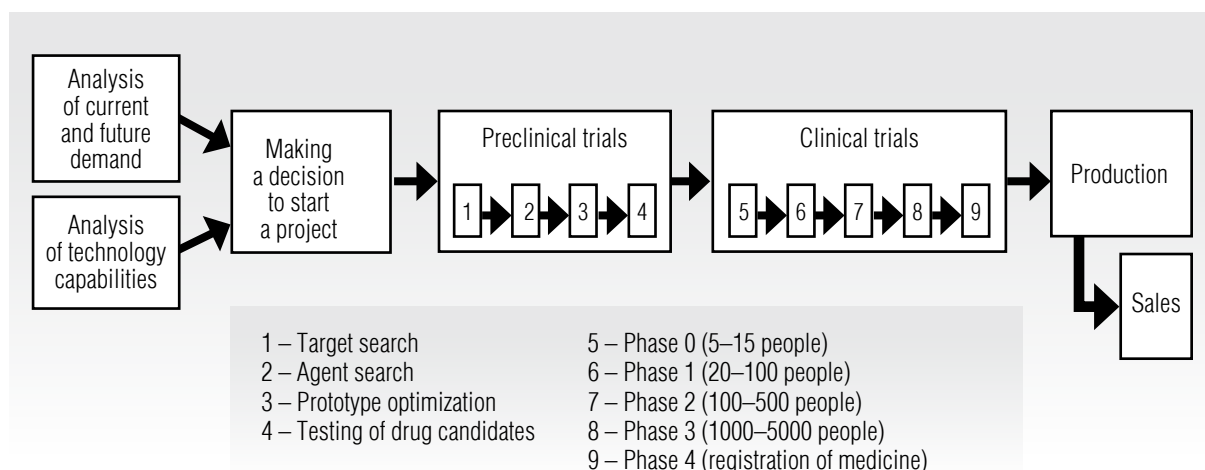 Analysis
of current
and future
demand
Analysis
of technology
capabilities
Making
a decision
to start
a project
Preclinical trials
1 2 3 4
Clinical trials
5 6 7 8 9
Production
Sales
1 – Target search
2 – Agent search
3 – Prototype optimization
4 – Testing of drug candidates
5 – Phase 0 (5–15 people)
6 – Phase 1 (20–100 people)
7 – Phase 2 (100–500 people)
8 – Phase 3 (1000–5000 people)
9 – Phase 4 (registration of medicine)